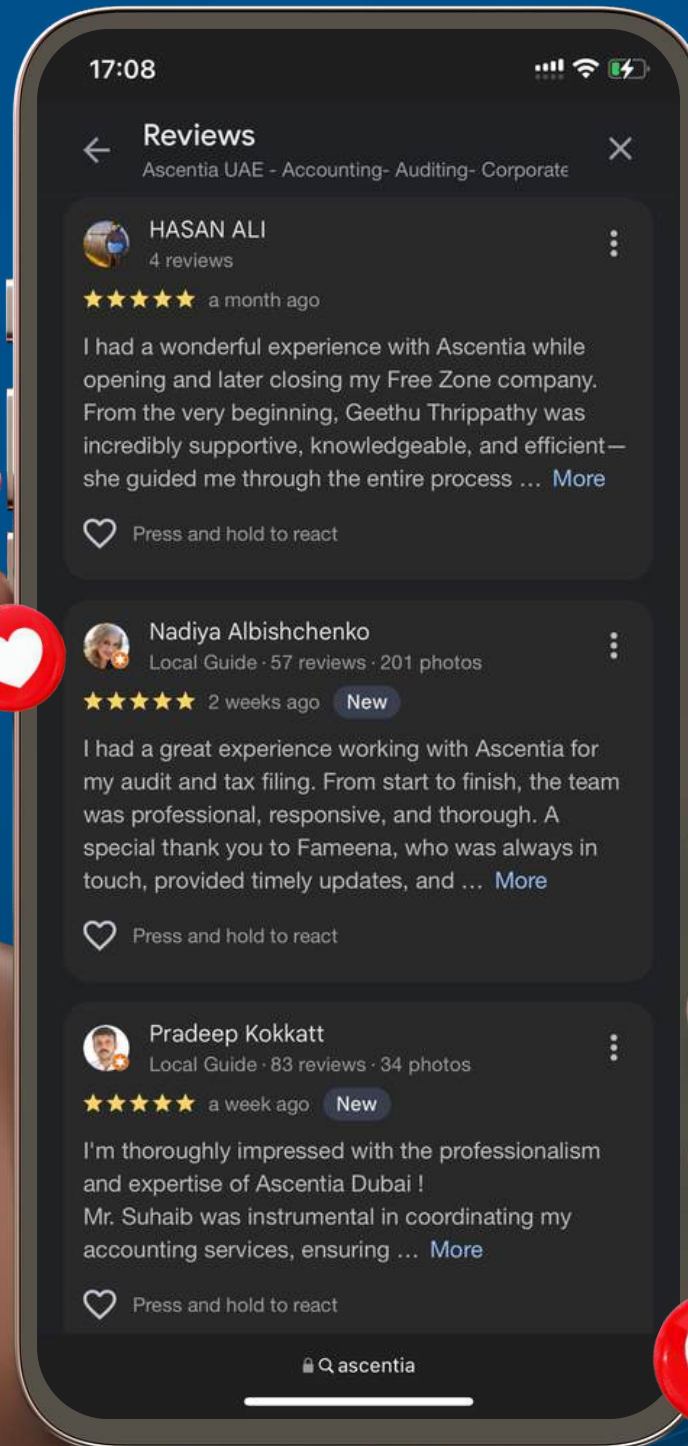 17:08
Reviews
Ascentia UAE - Accounting- Auditing- Corporate
HASAN ALI
4 reviews
a month ago
I had a wonderful experience with Ascentia while
opening and later closing my Free Zone company.
From the very beginning, Geethu Thrippathy was
incredibly supportive, knowledgeable, and efficient—
she guided me through the entire process … More
Press and hold to react
Nadiya Albishchenko
Local Guide · 57 reviews · 201 photos
2 weeks ago New
I had a great experience working with Ascentia for
my audit and tax filing. From start to finish, the team
was professional, responsive, and thorough. A
special thank you to Fameena, who was always in
touch, provided timely updates, and … More
Press and hold to react
Pradeep Kokkatt
Local Guide · 83 reviews · 34 photos
a week ago New
I'm thoroughly impressed with the professionalism
and expertise of Ascentia Dubai !
Mr. Suhaib was instrumental in coordinating my
accounting services, ensuring … More
Press and hold to react
ascentia